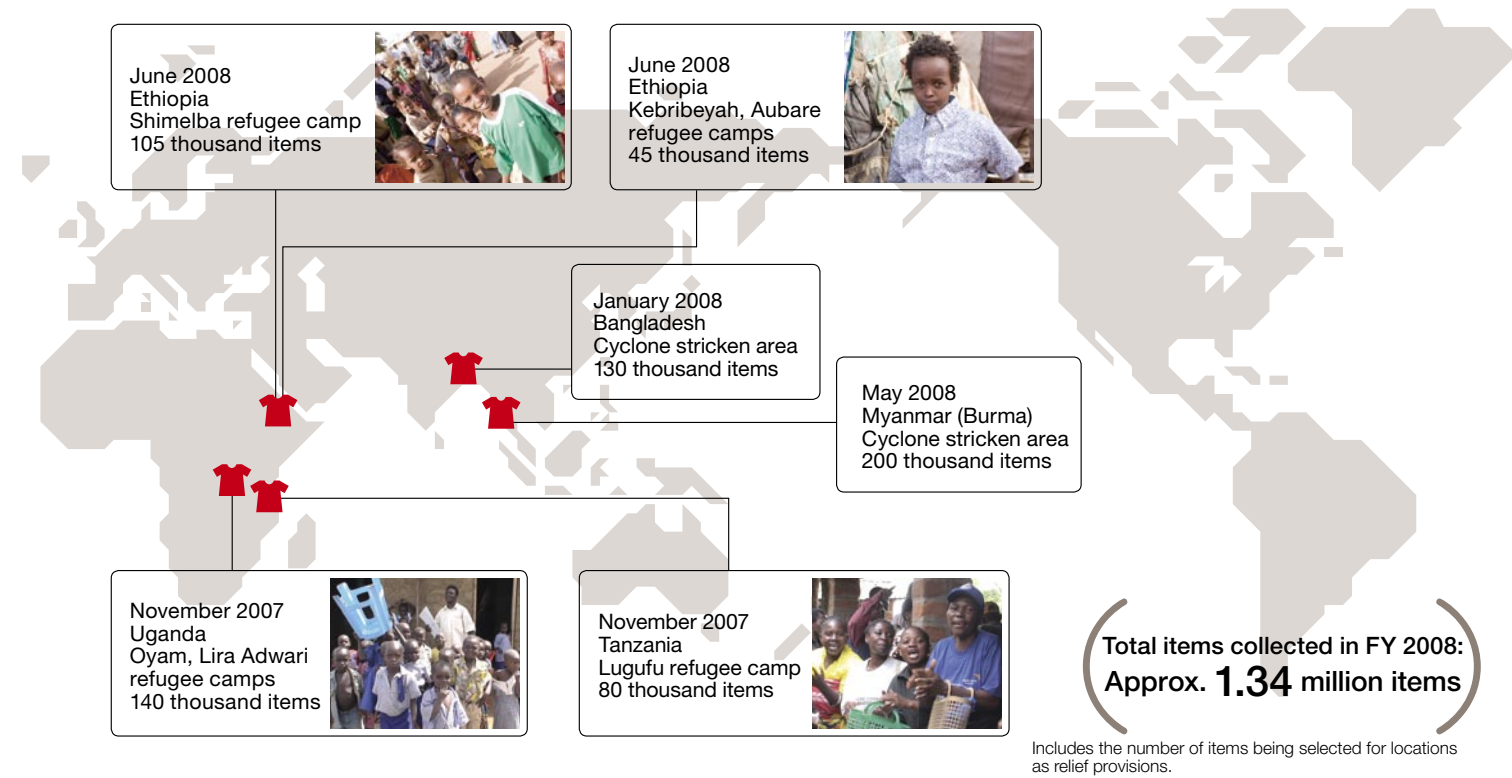 June 2008
Ethiopia
Shimelba refugee camp
105 thousand items
June 2008
Ethiopia
Kebribeyah, Aubare
refugee camps
45 thousand items
January 2008
Bangladesh
Cyclone stricken area
130 thousand items
May 2008
Myanmar (Burma)
Cyclone stricken area
200 thousand items
November 2007
Uganda
Oyam, Lira Adwari
refugee camps
140 thousand items
November 2007
Tanzania
Lugufu refugee camp
80 thousand items
Total items collected in FY 2008:
Approx. 1.34 million items
Includes the number of items being selected for locations
as relief provisions.